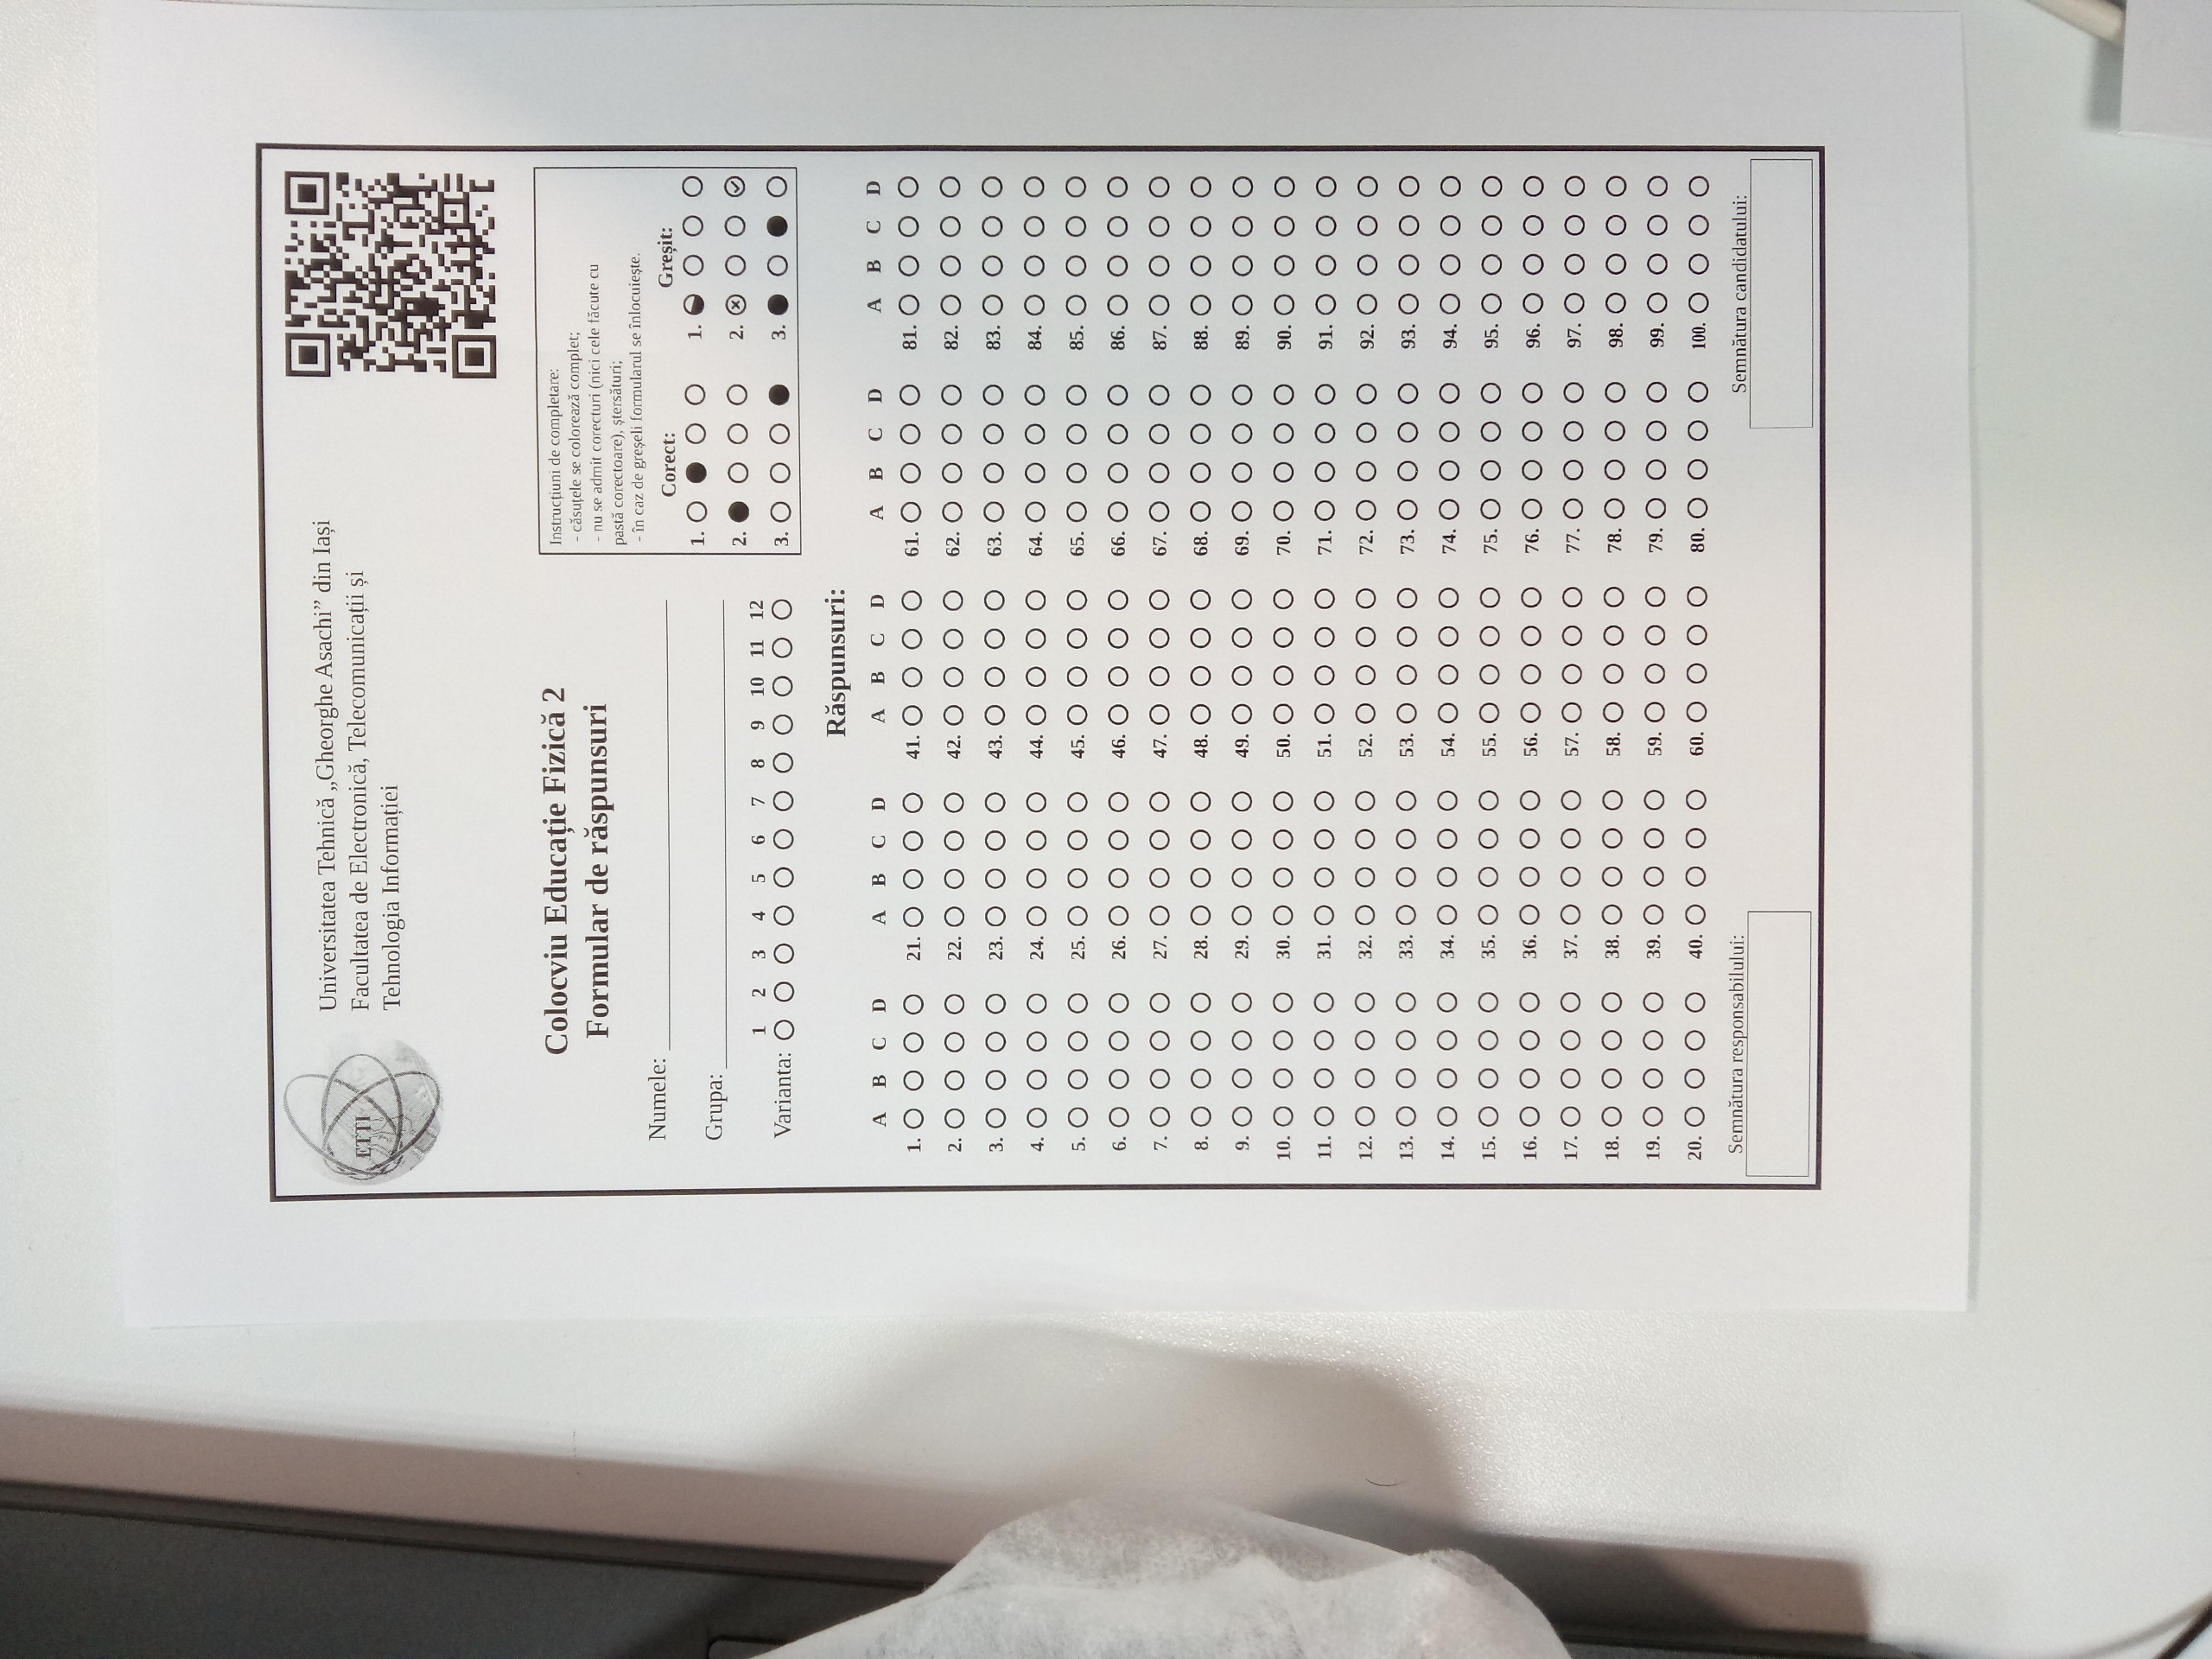 ETTI
Universitatea Tehnică „Gheorghe Asachi” din Iași
Facultatea de Electronică, Telecomunicații și
Tehnologia Informației
Colocviu Educație Fizică 2
Formular de răspunsuri
Numele:
Grupa:
1 2 3 4 5 6 7 8 9 10 11 12
Varianta:
Instrucțiuni de completare:
- căsuțele se colorează complet;
- nu se admit corecturi (nici cele făcute cu
pastă corectoare), ștersături;
- în caz de greșeli formularul se înlocuiește.
Corect: Greșit:
1. 1.
2. 2.
3. 3.
Răspunsuri:
A B C D A B C D A B C D A B C D A B C D
1. 21. 41. 61. 81.
2. 22. 42. 62. 82.
3. 23. 43. 63. 83.
4. 24. 44. 64. 84.
5. 25. 45. 65. 85.
6. 26. 46. 66. 86.
7. 27. 47. 67. 87.
8. 28. 48. 68. 88.
9. 29. 49. 69. 89.
10. 30. 50. 70. 90.
11. 31. 51. 71. 91.
12. 32. 52. 72. 92.
13. 33. 53. 73. 93.
14. 34. 54. 74. 94.
15. 35. 55. 75. 95.
16. 36. 56. 76. 96.
17. 37. 57. 77. 97.
18. 38. 58. 78. 98.
19. 39. 59. 79. 99.
20. 40. 60. 80. 100.
Semnătura responsabilului: Semnătura candidatului: